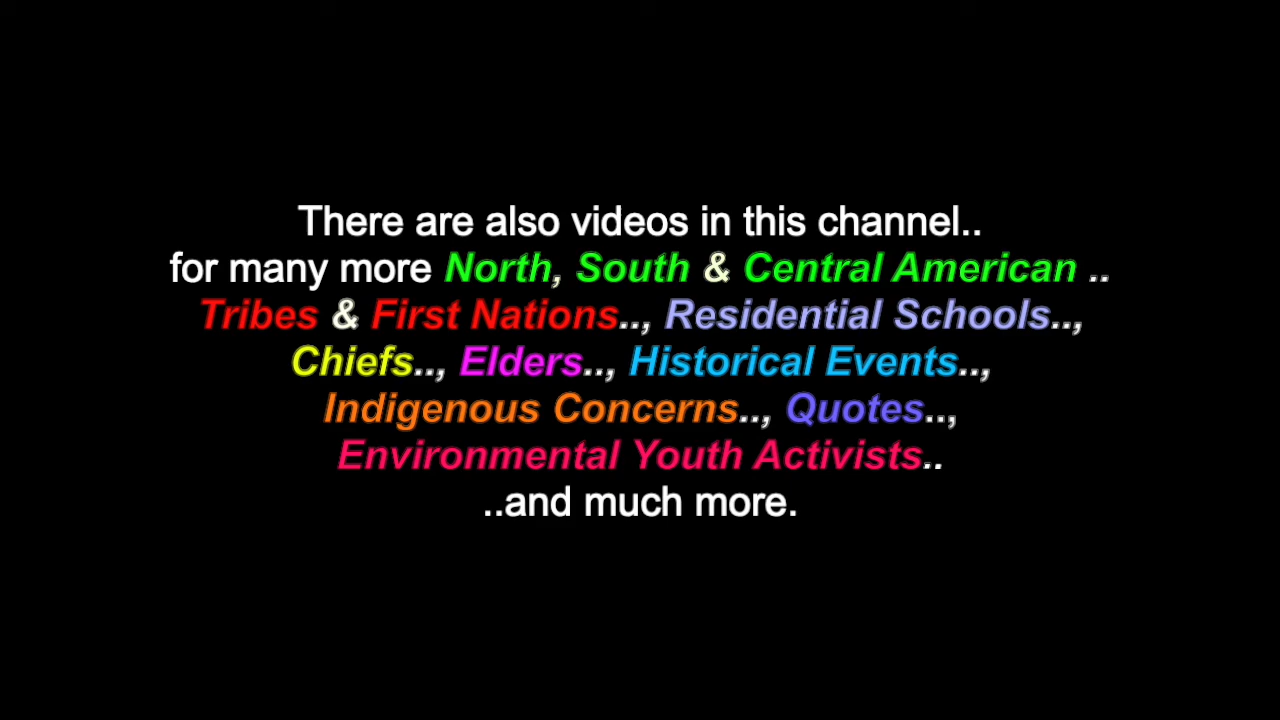 There are also videos in this channel..
for many more North, South & Central American ..
Tribes & First Nations.., Residential Schools..,
Chiefs.., Elders.., Historical Events..,
Indigenous Concerns.., Quotes..,
Environmental Youth Activists..
..and much more.